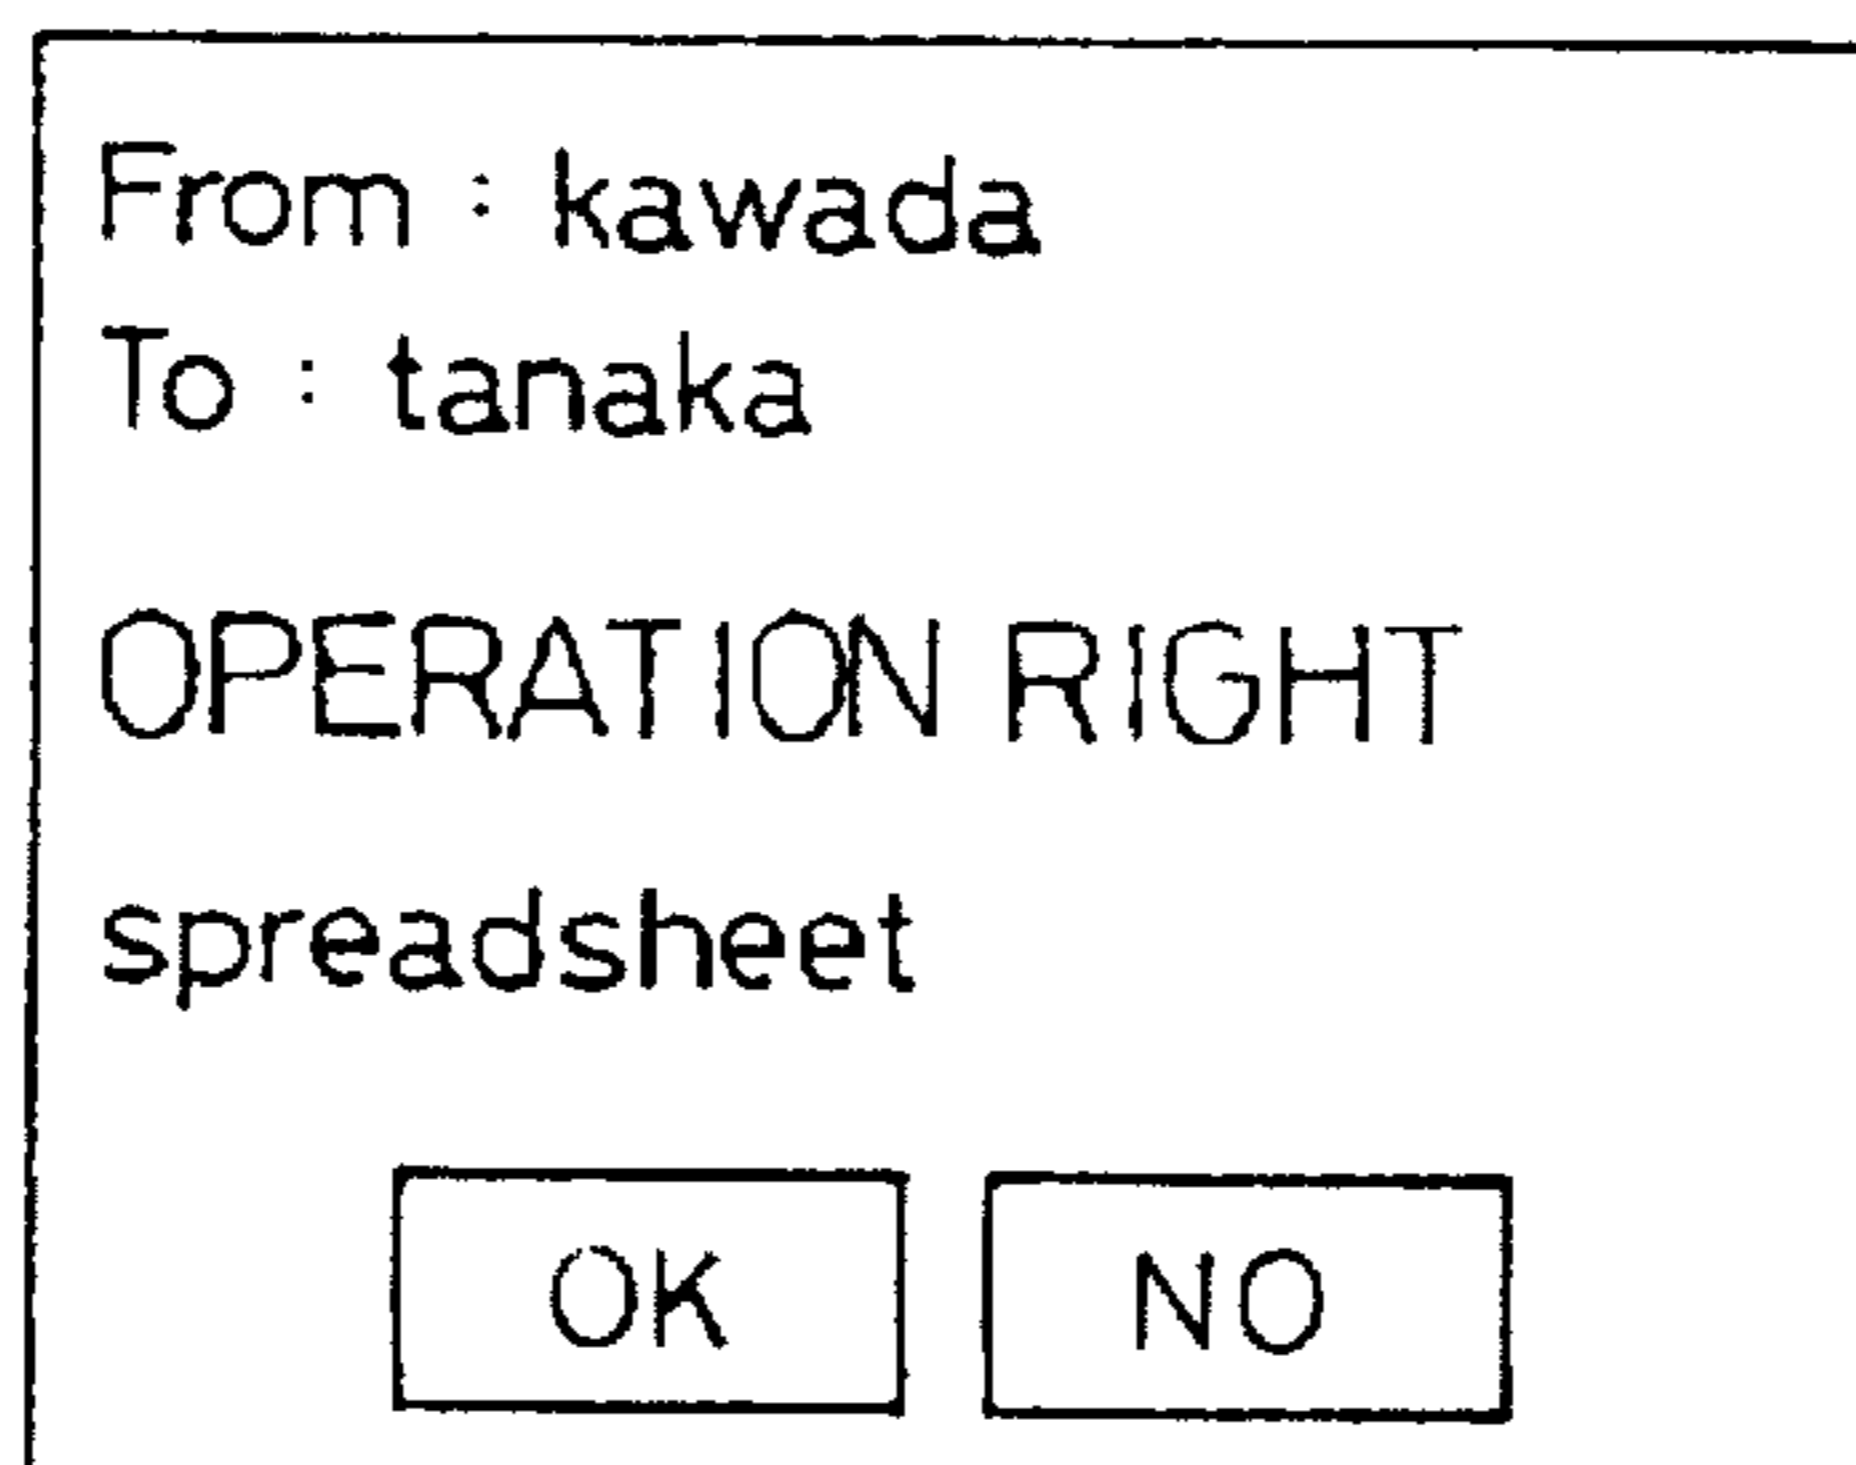 From : kawada
To : tanaka
OPERATION RIGHT
spreadsheet
OK NO